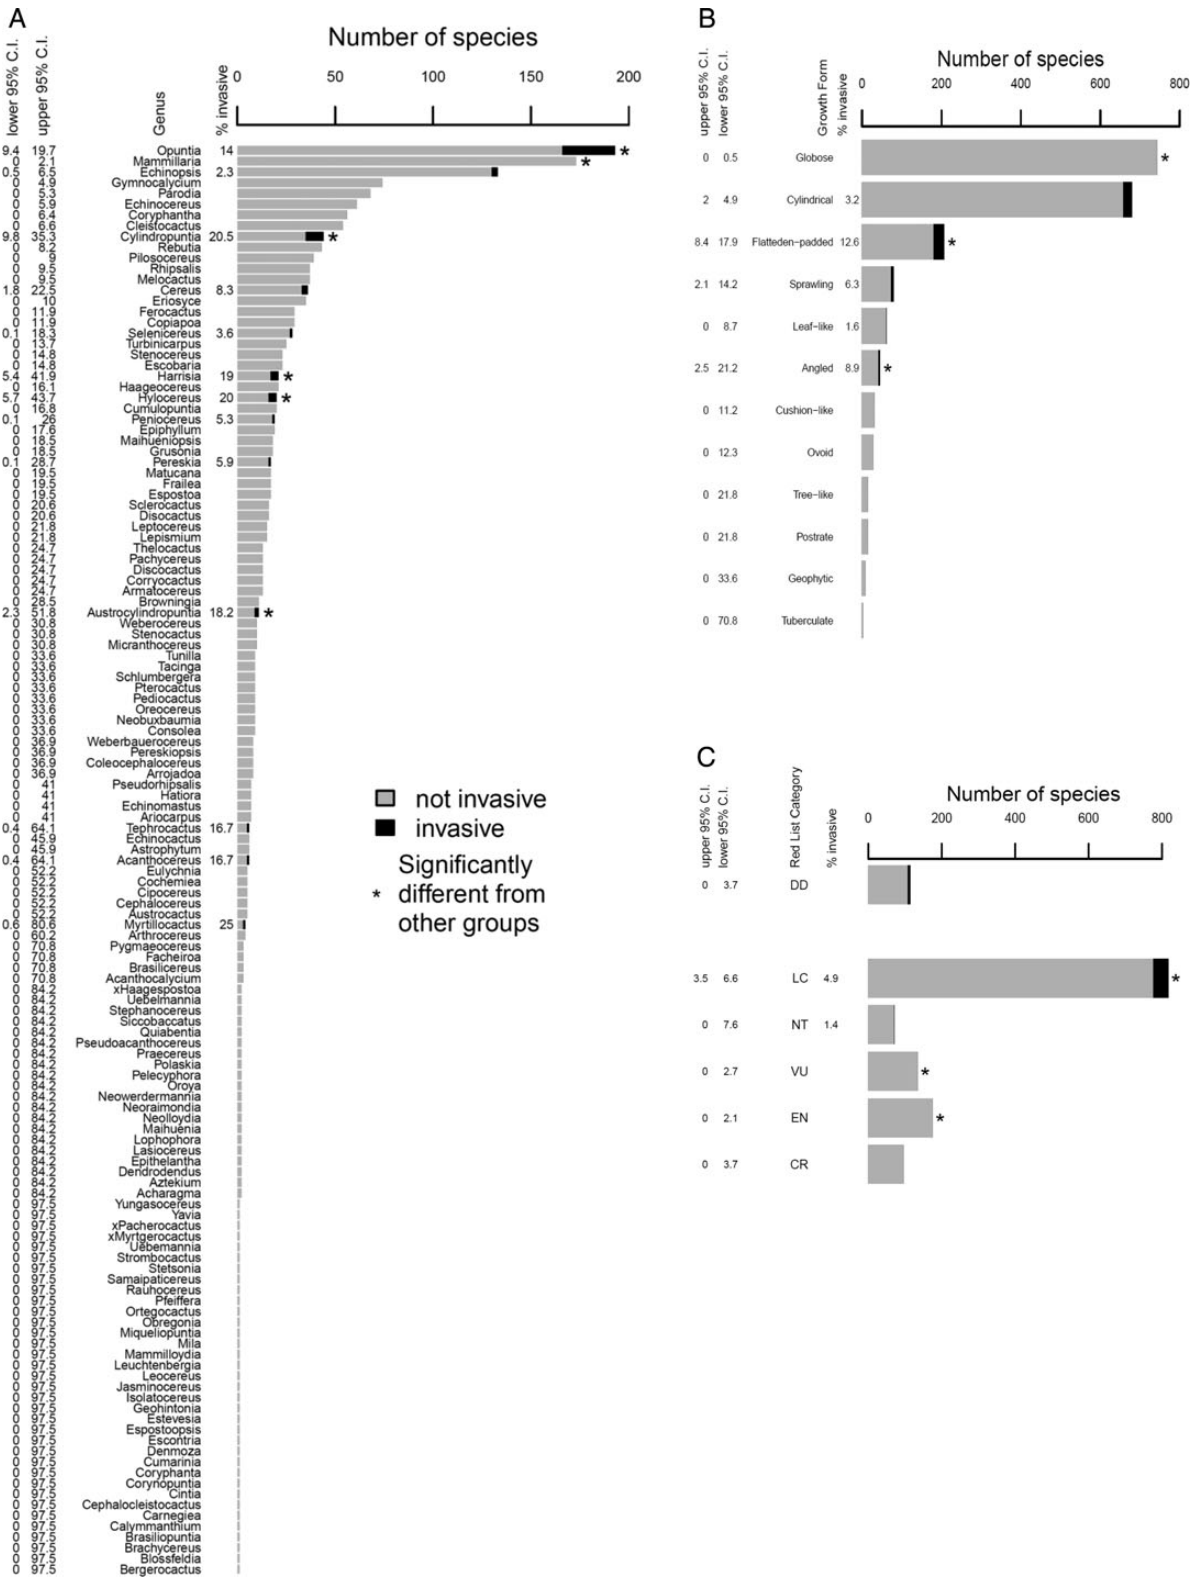 A
Number of species
lower 95% C.I.
upper 95% C.I.
Genus
% invasive
0 50 100 150 200
9.4 19.7 Opuntia 14 *
0 2.1 Mammillaria *
0.5 6.5 Echinopsis 2.3
0 4.9 Gymnocalycium
0 5.3 Parodia
0 5.9 Echinocereus
0 6.4 Coryphantha
0 6.6 Cleistocactus
9.8 35.3 Cylindropuntia 20.5 *
0 8.2 Rebutia
0 9 Pilosocereus
0 9.5 Rhipsalis
0 9.5 Melocactus
1.8 22.5 Cereus 8.3
0 10 Eriosyce
0 11.9 Ferocactus
0 11.9 Copiapoa
0.1 18.3 Selenicereus 3.6
0 13.7 Turbinicarpus
0 14.8 Stenocereus
0 14.8 Escobaria
5.4 41.9 Harrisia 19 *
0 16.1 Haageocereus
5.7 43.7 Hylocereus 20 *
0 16.8 Cumulopuntia
0.1 26 Peniocereus 5.3
0 17.6 Epiphyllum
0 18.5 Maihueniopsis
0 18.5 Grusonia
0.1 28.7 Pereskia 5.9
0 19.5 Matucana
0 19.5 Frailea
0 19.5 Espostoa
0 20.6 Sclerocactus
0 20.6 Disocactus
0 21.8 Leptocereus
0 21.8 Lepismium
0 24.7 Thelocactus
0 24.7 Pachycereus
0 24.7 Discocactus
0 24.7 Corryocactus
0 24.7 Armatocereus
0 28.5 Browningia
2.3 51.8 Austrocylindropuntia 18.2 *
0 30.8 Weberocereus
0 30.8 Stenocactus
0 30.8 Micranthocereus
0 33.6 Tunilla
0 33.6 Tacinga
0 33.6 Schlumbergera
0 33.6 Pterocactus
0 33.6 Pediocactus
0 33.6 Oreocereus
0 33.6 Neobuxbaumia
0 33.6 Consolea
0 36.9 Weberbauerocereus
0 36.9 Pereskiopsis
0 36.9 Coleocephalocereus
0 36.9 Arrojadoa
0 41 Pseudorhipsalis
0 41 Hatiora
0 41 Echinomastus
0 41 Ariocarpus
0.4 64.1 Tephrocactus 16.7
0 45.9 Echinocactus
0 45.9 Astrophytum
0.4 64.1 Acanthocereus 16.7
0 52.2 Eulychnia
0 52.2 Cochemiea
0 52.2 Cipocereus
0 52.2 Cephalocereus
0 52.2 Austrocactus
0.6 80.6 Myrtillocactus 25
0 60.2 Arthrocereus
0 70.8 Pygmaeocereus
0 70.8 Facheiroa
0 70.8 Brasilicereus
0 70.8 Acanthocalycium
0 84.2 xHaagespostoa
0 84.2 Uebelmannia
0 84.2 Stephanocereus
0 84.2 Siccobaccatus
0 84.2 Quiabentia
0 84.2 Pseudoacanthocereus
0 84.2 Praecereus
0 84.2 Polaskia
0 84.2 Pelecyphora
0 84.2 Oroya
0 84.2 Neowerdermannia
0 84.2 Neoraimondia
0 84.2 Neolloydia
0 84.2 Maihuenia
0 84.2 Lophophora
0 84.2 Lasiocereus
0 84.2 Epithelantha
0 84.2 Dendrodendus
0 84.2 Aztekium
0 84.2 Acharagma
0 97.5 Yungasocereus
0 97.5 Yavia
0 97.5 xPacherocactus
0 97.5 xMyrtgerocactus
0 97.5 Uebemannia
0 97.5 Strombocactus
0 97.5 Stetsonia
0 97.5 Samaipaticereus
0 97.5 Rauhocereus
0 97.5 Pfeiffera
0 97.5 Ortegocactus
0 97.5 Obregonia
0 97.5 Miqueliopuntia
0 97.5 Mila
0 97.5 Mammilloydia
0 97.5 Leuchtenbergia
0 97.5 Leocereus
0 97.5 Jasminocereus
0 97.5 Isolatocereus
0 97.5 Geohintonia
0 97.5 Estevesia
0 97.5 Espostoopsis
0 97.5 Escontria
0 97.5 Denmoza
0 97.5 Cumarinia
0 97.5 Coryphanta
0 97.5 Corynopuntia
0 97.5 Cintia
0 97.5 Cephalocleistocactus
0 97.5 Carnegiea
0 97.5 Calymmanthium
0 97.5 Brasiliopuntia
0 97.5 Brachycereus
0 97.5 Blossfeldia
0 97.5 Bergerocactus
not invasive
invasive
Significantly
* different from
other groups
B
Number of species
upper 95% C.I.
lower 95% C.I.
Growth Form
% invasive
0 200 400 600 800
0 0.5 Globose *
2 4.9 Cylindrical 3.2
8.4 17.9 Flatteden-padded 12.6 *
2.1 14.2 Sprawling 6.3
0 8.7 Leaf-like 1.6
2.5 21.2 Angled 8.9 *
0 11.2 Cushion-like
0 12.3 Ovoid
0 21.8 Tree-like
0 21.8 Postrate
0 33.6 Geophytic
0 70.8 Tuberculate
C
Number of species
upper 95% C.I.
lower 95% C.I.
Red List Category
% invasive
0 200 400 600 800
0 3.7 DD
3.5 6.6 LC 4.9 *
0 7.6 NT 1.4
0 2.7 VU *
0 2.1 EN *
0 3.7 CR